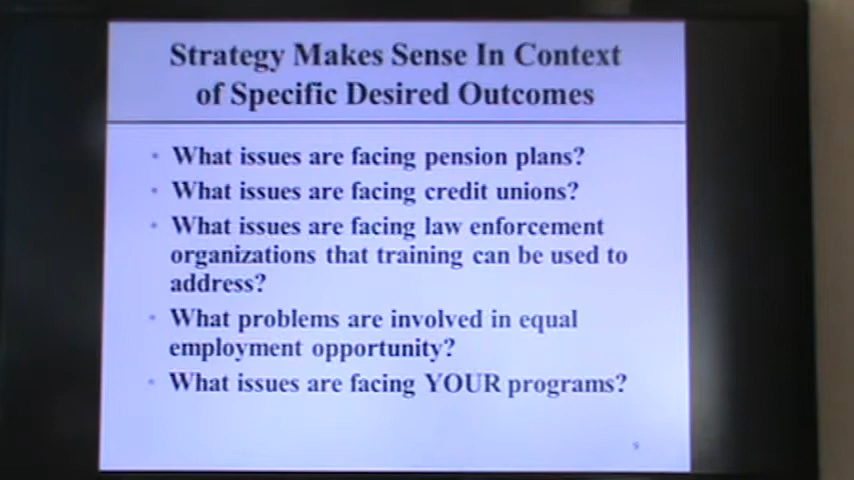 Strategy Makes Sense In Context
of Specific Desired Outcomes
• What issues are facing pension plans?
• What issues are facing credit unions?
• What issues are facing law enforcement
organizations that training can be used to
address?
• What problems are involved in equal
employment opportunity?
• What issues are facing YOUR programs?